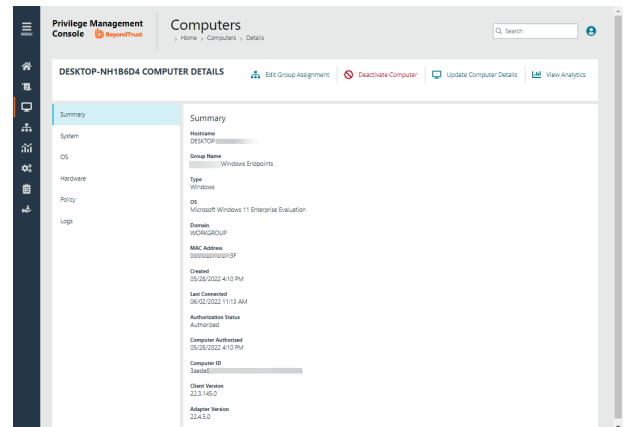 MENU
Privilege Management
Console BeyondTrust
Computers
> Home > Computers > Details
Search
DESKTOP-NH1B6D4 COMPUTER DETAILS
Edit Group Assignment
Deactivate Computer
Update Computer Details
View Analytics
Summary
System
OS
Hardware
Policy
Logs
Summary
Hostname
DESKTOP-
Group Name
Windows Endpoints
Type
Windows
OS
Microsoft Windows 11 Enterprise Evaluation
Domain
WORKGROUP
MAC Address
3F
Created
05/28/2022 4:10 PM
Last Connected
06/02/2022 11:13 AM
Authorization Status
Authorized
Computer Authorized
05/28/2022 4:10 PM
Computer ID
3aede8
Client Version
22.3.145.0
Adapter Version
22.4.5.0